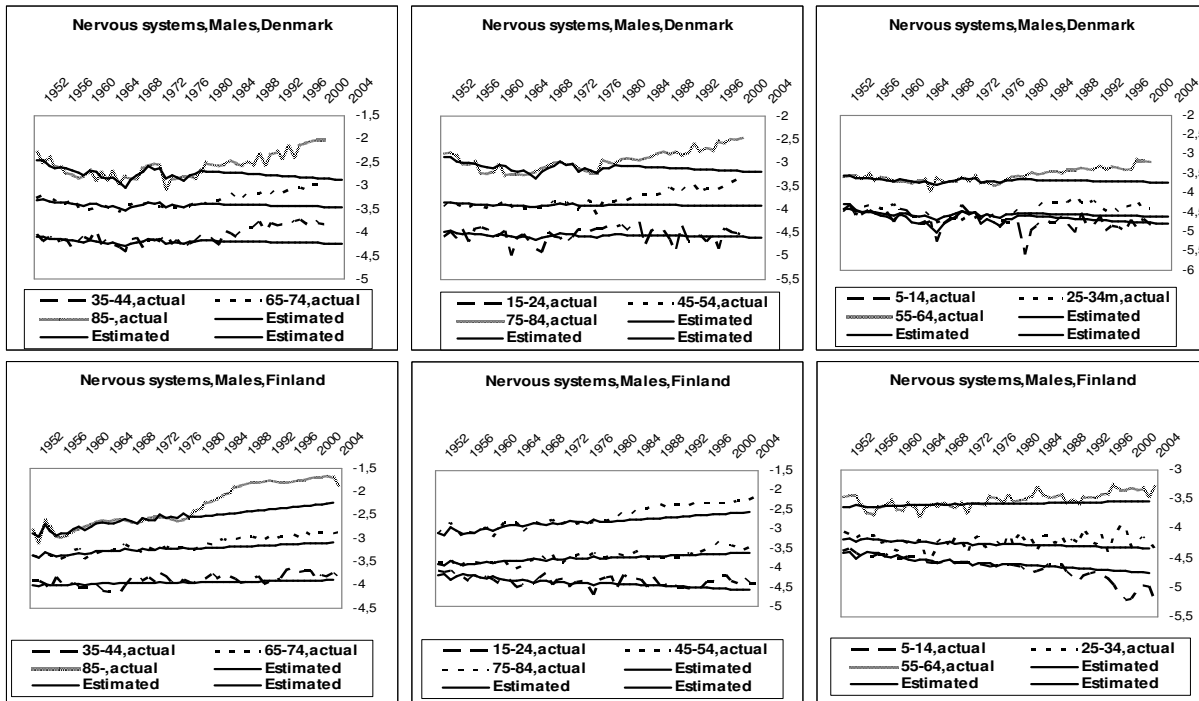 Nervous systems,Males,Denmark
1952 1956 1960 1964 1968 1972 1976 1980 1984 1988 1992 1996 2000 2004
-1,5
-2
-2,5
-3
-3,5
-4
-4,5
-5
35-44,actual 65-74,actual
85-,actual Estimated
Estimated Estimated
Nervous systems,Males,Denmark
1952 1956 1960 1964 1968 1972 1976 1980 1984 1988 1992 1996 2000 2004
-2
-2,5
-3
-3,5
-4
-4,5
-5
-5,5
15-24,actual 45-54,actual
75-84,actual Estimated
Estimated Estimated
Nervous systems,Males,Denmark
1952 1956 1960 1964 1968 1972 1976 1980 1984 1988 1992 1996 2000 2004
-2
-2,5
-3
-3,5
-4
-4,5
-5
-5,5
-6
5-14,actual 25-34m,actual
55-64,actual Estimated
Estimated Estimated
Nervous systems,Males,Finland
1952 1956 1960 1964 1968 1972 1976 1980 1984 1988 1992 1996 2000 2004
-1,5
-2
-2,5
-3
-3,5
-4
-4,5
35-44,actual 65-74,actual
85-,actual Estimated
Estimated Estimated
Nervous systems,Males,Finland
1952 1956 1960 1964 1968 1972 1976 1980 1984 1988 1992 1996 2000 2004
-1,5
-2
-2,5
-3
-3,5
-4
-4,5
-5
15-24,actual 45-54,actual
75-84,actual Estimated
Estimated Estimated
Nervous systems,Males,Finland
1952 1956 1960 1964 1968 1972 1976 1980 1984 1988 1992 1996 2000 2004
-3
-3,5
-4
-4,5
-5
-5,5
5-14,actual 25-34,actual
55-64,actual Estimated
Estimated Estimated